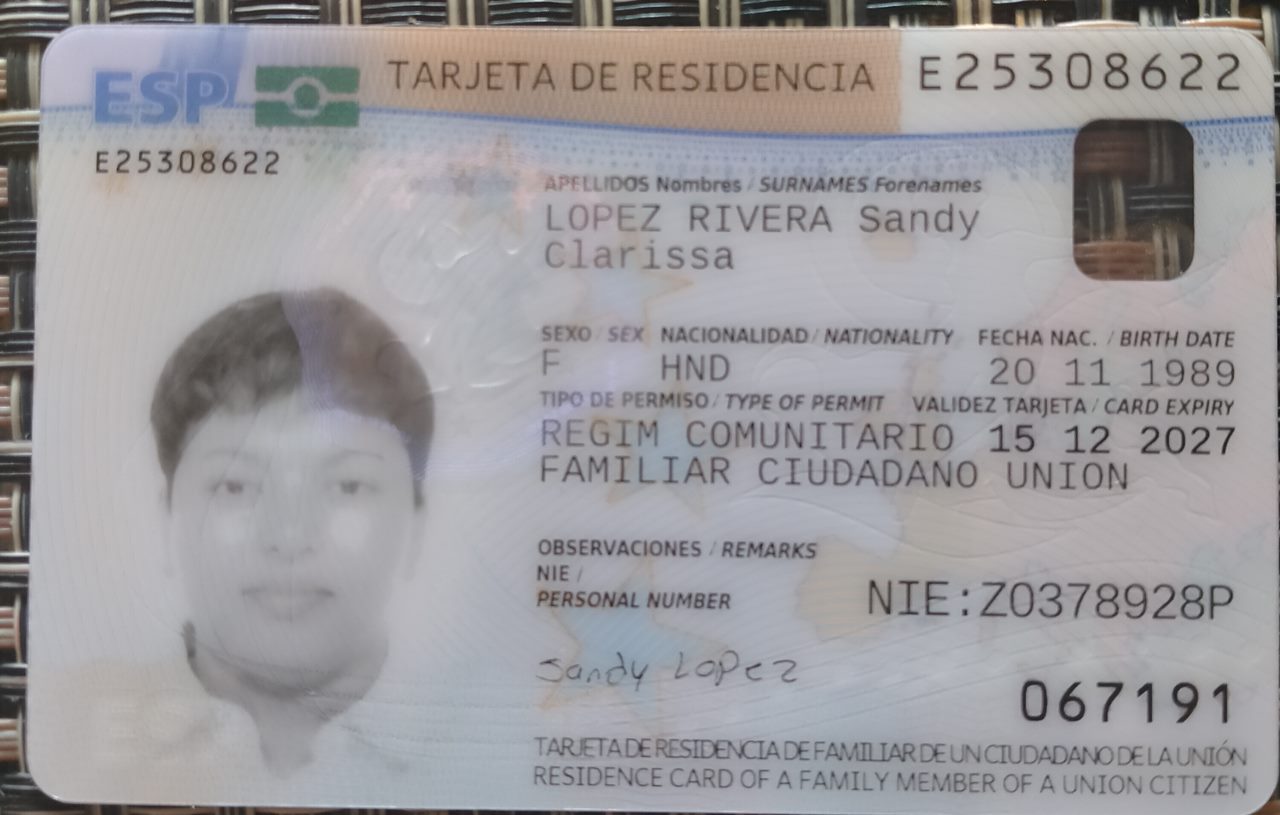 ESP TARJETA DE RESIDENCIA E25308622
E25308622
APELLIDOS Nombres / SURNAMES Forenames
LOPEZ RIVERA Sandy
Clarissa
SEXO / SEX NACIONALIDAD / NATIONALITY FECHA NAC. / BIRTH DATE
F HND 20 11 1989
TIPO DE PERMISO / TYPE OF PERMIT VALIDEZ TARJETA / CARD EXPIRY
REGIM COMUNITARIO 15 12 2027
FAMILIAR CIUDADANO UNION
OBSERVACIONES / REMARKS
NIE /
PERSONAL NUMBER NIE:Z0378928P
Sandy Lopez
067191
TARJETA DE RESIDENCIA DE FAMILIAR DE UN CIUDADANO DE LA UNIÓN
RESIDENCE CARD OF A FAMILY MEMBER OF A UNION CITIZEN